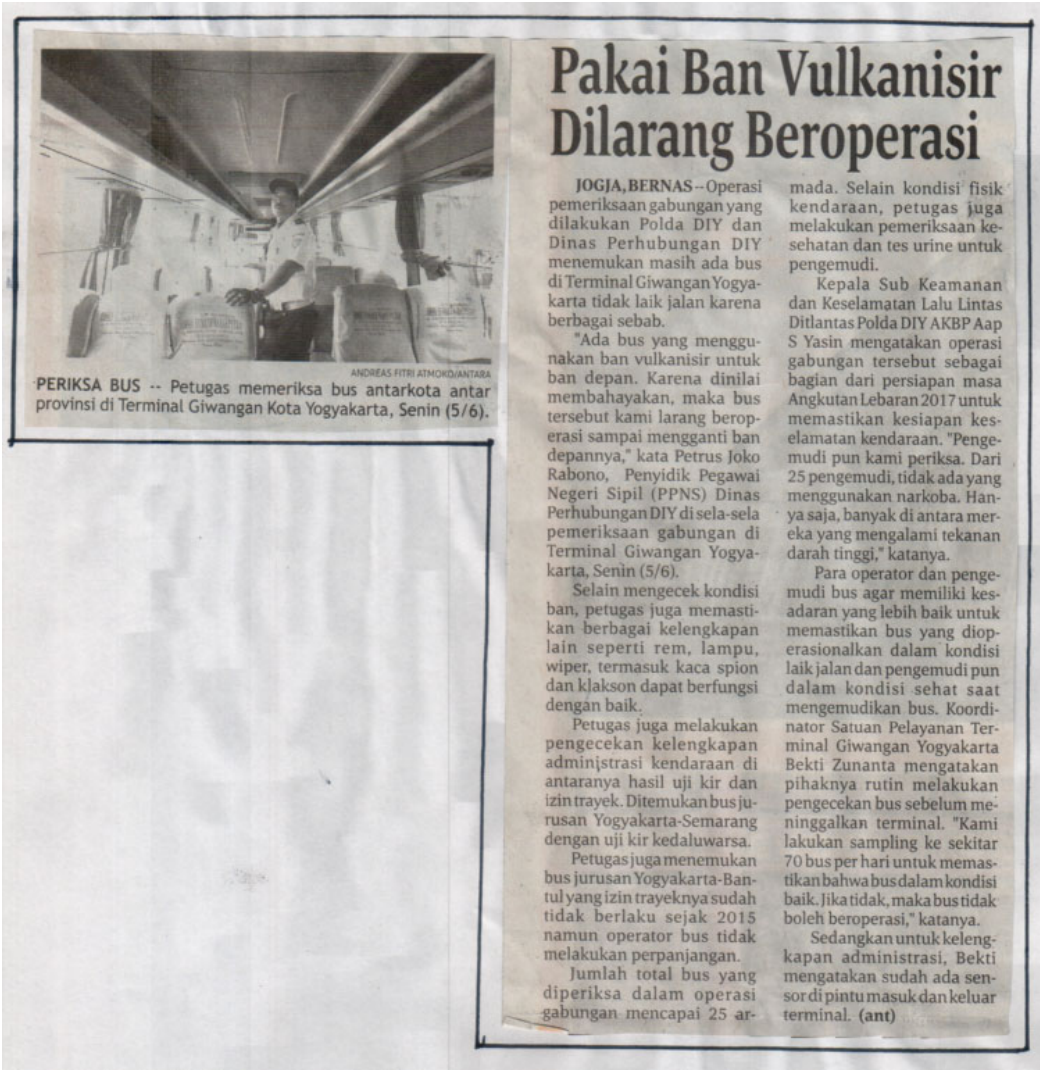 ANDREAS FITRI ATMOKO/ANTARA
PERIKSA BUS -- Petugas memeriksa bus antarkota antar
provinsi di Terminal Giwangan Kota Yogyakarta, Senin (5/6).
Pakai Ban Vulkanisir
Dilarang Beroperasi
JOGJA, BERNAS -- Operasi
pemeriksaan gabungan yang
dilakukan Polda DIY dan
Dinas Perhubungan DIY
menemukan masih ada bus
di Terminal Giwangan Yogya-
karta tidak laik jalan karena
berbagai sebab.
"Ada bus yang menggu-
nakan ban vulkanisir untuk
ban depan. Karena dinilai
membahayakan, maka bus
tersebut kami larang berop-
erasi sampai mengganti ban
depannya," kata Petrus Joko
Rabono, Penyidik Pegawai
Negeri Sipil (PPNS) Dinas
Perhubungan DIY di sela-sela
pemeriksaan gabungan di
Terminal Giwangan Yogya-
karta, Senin (5/6).
Selain mengecek kondisi
ban, petugas juga memasti-
kan berbagai kelengkapan
lain seperti rem, lampu,
wiper, termasuk kaca spion
dan klakson dapat berfungsi
dengan baik.
Petugas juga melakukan
pengecekan kelengkapan
administrasi kendaraan di
antaranya hasil uji kir dan
izin trayek. Ditemukan bus ju-
rusan Yogyakarta-Semarang
dengan uji kir kedaluwarsa.
Petugas juga menemukan
bus jurusan Yogyakarta-Ban-
tul yang izin trayeknya sudah
tidak berlaku sejak 2015
namun operator bus tidak
melakukan perpanjangan.
Jumlah total bus yang
diperiksa dalam operasi
gabungan mencapai 25 ar-
mada. Selain kondisi fisik
kendaraan, petugas juga
melakukan pemeriksaan ke-
sehatan dan tes urine untuk
pengemudi.
Kepala Sub Keamanan
dan Keselamatan Lalu Lintas
Ditlantas Polda DIY AKBP Aap
S Yasin mengatakan operasi
gabungan tersebut sebagai
bagian dari persiapan masa
Angkutan Lebaran 2017 untuk
memastikan kesiapan kes-
elamatan kendaraan. "Penge-
mudi pun kami periksa. Dari
25 pengemudi, tidak ada yang
menggunakan narkoba. Han-
ya saja, banyak di antara mer-
eka yang mengalami tekanan
darah tinggi," katanya.
Para operator dan penge-
mudi bus agar memiliki kes-
adaran yang lebih baik untuk
memastikan bus yang diop-
erasionalkan dalam kondisi
laik jalan dan pengemudi pun
dalam kondisi sehat saat
mengemudikan bus. Koordi-
nator Satuan Pelayanan Ter-
minal Giwangan Yogyakarta
Bekti Zunanta mengatakan
pihaknya rutin melakukan
pengecekan bus sebelum me-
ninggalkan terminal. "Kami
lakukan sampling ke sekitar
70 bus per hari untuk memas-
tikan bahwa bus dalam kondisi
baik. Jika tidak, maka bus tidak
boleh beroperasi," katanya.
Sedangkan untuk keleng-
kapan administrasi, Bekti
mengatakan sudah ada sen-
sor di pintu masuk dan keluar
terminal. (ant)